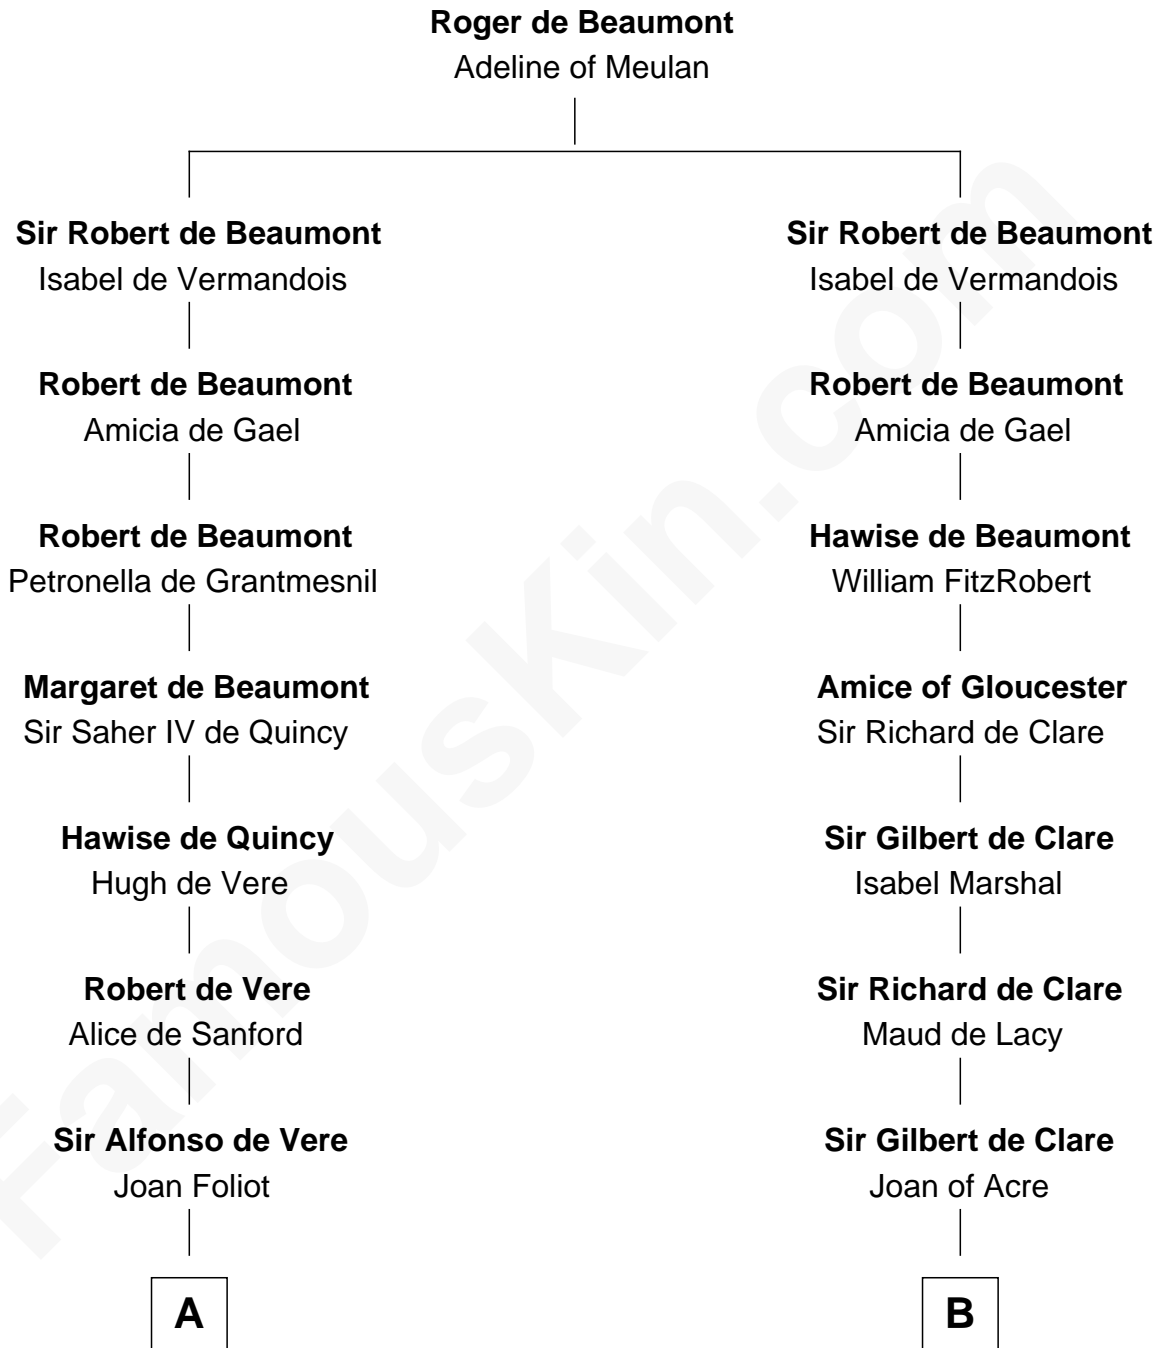 Roger de Beaumont
Adeline of Meulan
Sir Robert de Beaumont
Isabel de Vermandois
Sir Robert de Beaumont
Isabel de Vermandois
Robert de Beaumont
Amicia de Gael
Robert de Beaumont
Amicia de Gael
Robert de Beaumont
Petronella de Grantmesnil
Hawise de Beaumont
William FitzRobert
Margaret de Beaumont
Sir Saher IV de Quincy
Amice of Gloucester
Sir Richard de Clare
Hawise de Quincy
Hugh de Vere
Sir Gilbert de Clare
Isabel Marshal
Robert de Vere
Alice de Sanford
Sir Richard de Clare
Maud de Lacy
Sir Alfonso de Vere
Joan Foliot
Sir Gilbert de Clare
Joan of Acre
A
B
FamousKin.com